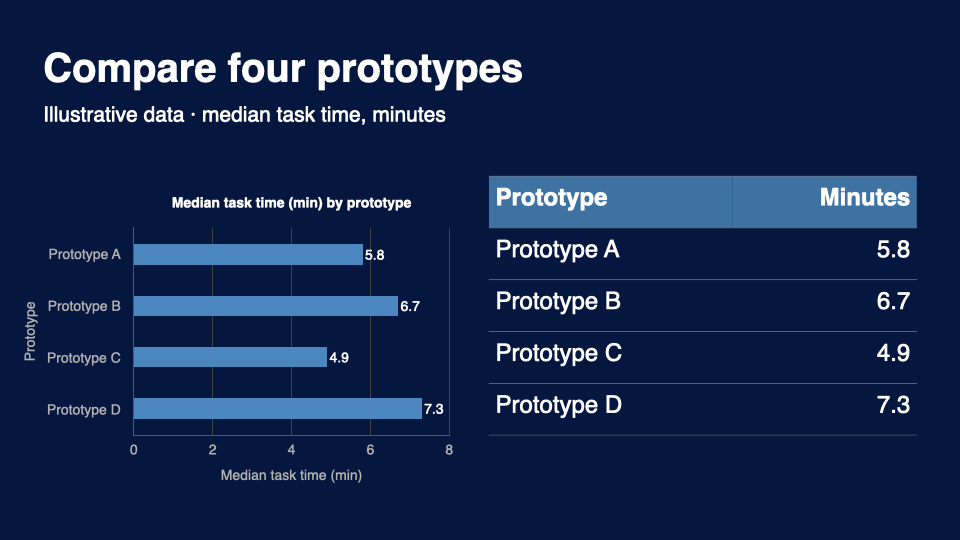 Compare four prototypes
Illustrative data · median task time, minutes
Median task time (min) by prototype
Prototype
Prototype A
5.8
Prototype B
6.7
Prototype C
4.9
Prototype D
7.3
0 2 4 6 8
Median task time (min)
Prototype Minutes
Prototype A 5.8
Prototype B 6.7
Prototype C 4.9
Prototype D 7.3